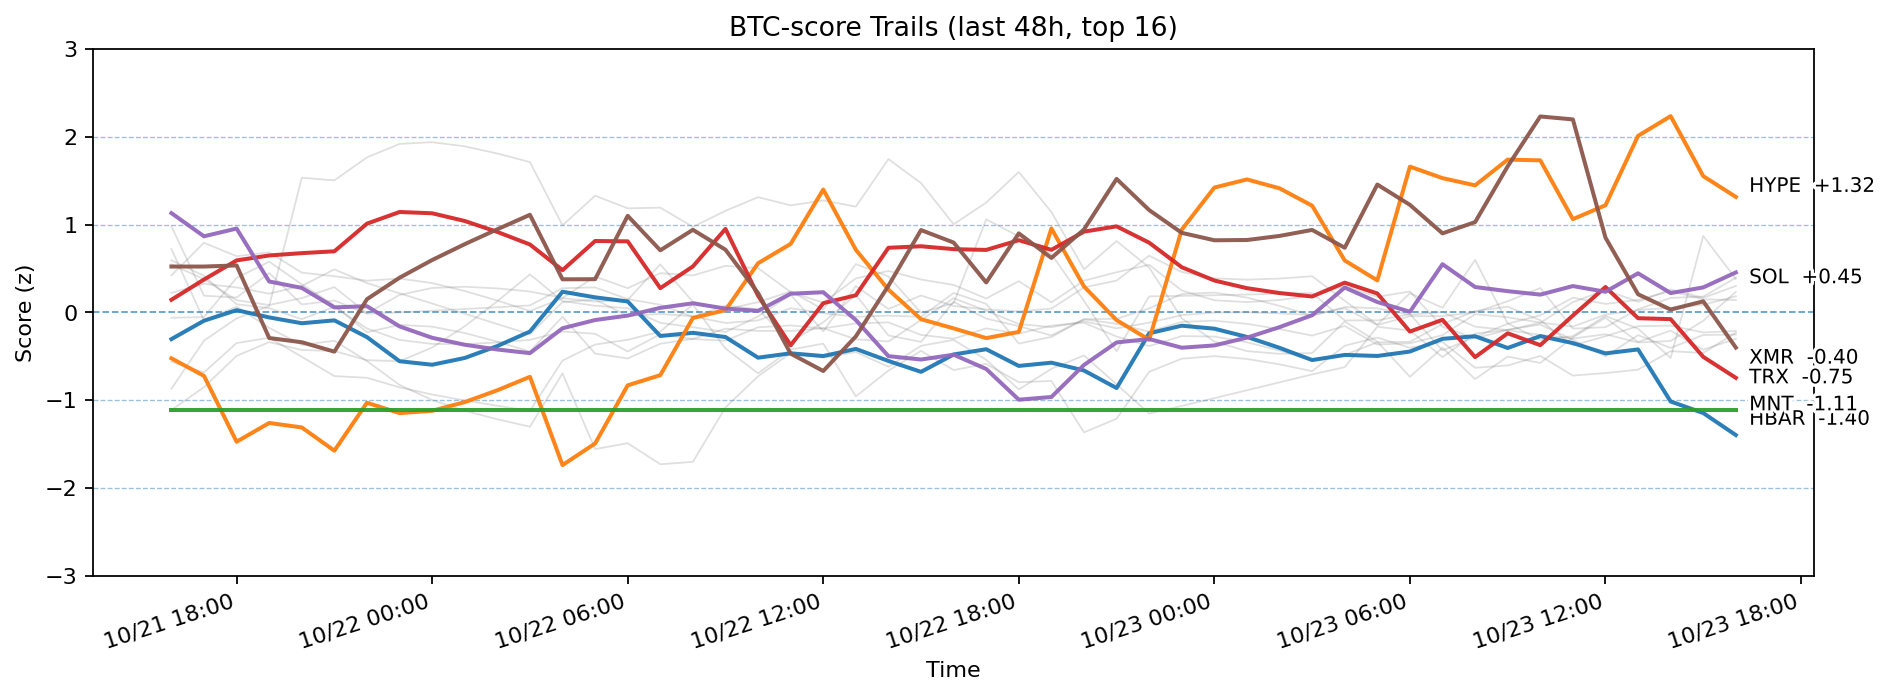 BTC-score Trails (last 48h, top 16)
Score (z)
3
2
1
0
−1
−2
−3
HYPE +1.32
SOL +0.45
XMR -0.40
TRX -0.75
MNT -1.11
HBAR -1.40
10/21 18:00
10/22 00:00
10/22 06:00
10/22 12:00
10/22 18:00
10/23 00:00
10/23 06:00
10/23 12:00
10/23 18:00
Time